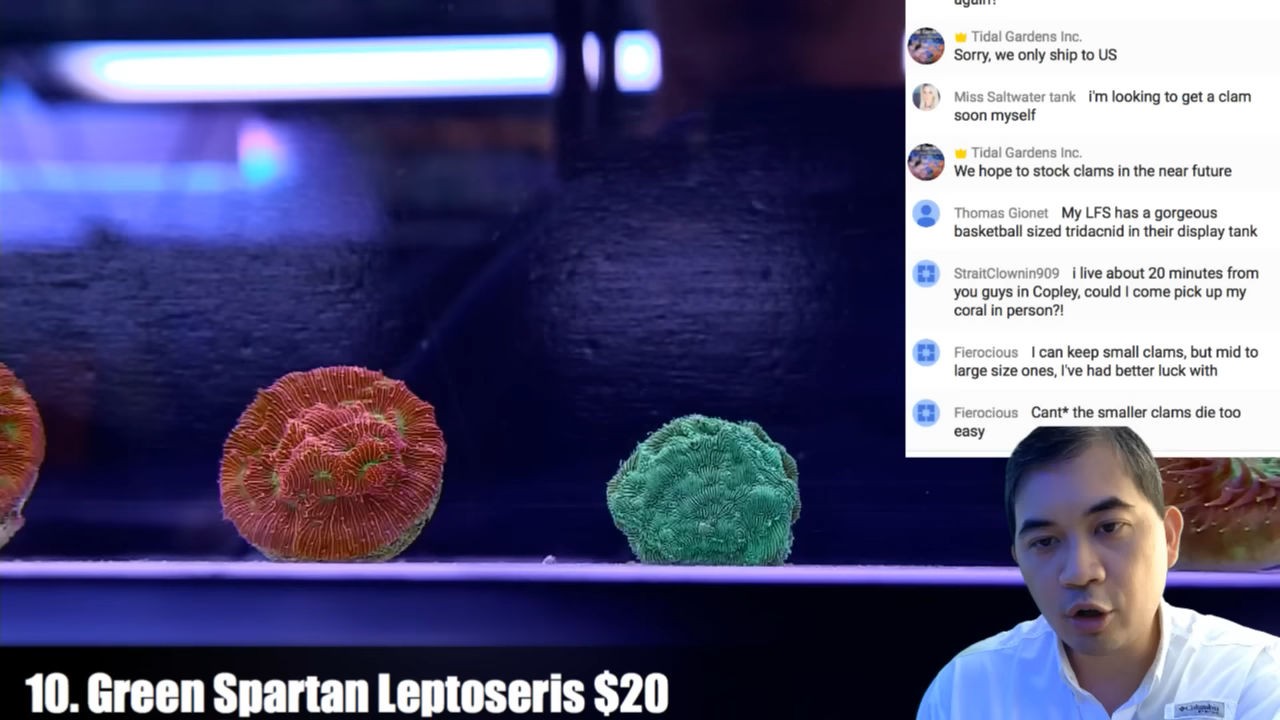 again?
Tidal Gardens Inc.
Sorry, we only ship to US
Miss Saltwater tank i'm looking to get a clam
soon myself
Tidal Gardens Inc.
We hope to stock clams in the near future
Thomas Gionet My LFS has a gorgeous
basketball sized tridacnid in their display tank
StraitClownin909 i live about 20 minutes from
you guys in Copley, could I come pick up my
coral in person?!
Fierocious I can keep small clams, but mid to
large size ones, I've had better luck with
Fierocious Cant* the smaller clams die too
easy
Columbia
10. Green Spartan Leptoseris $20